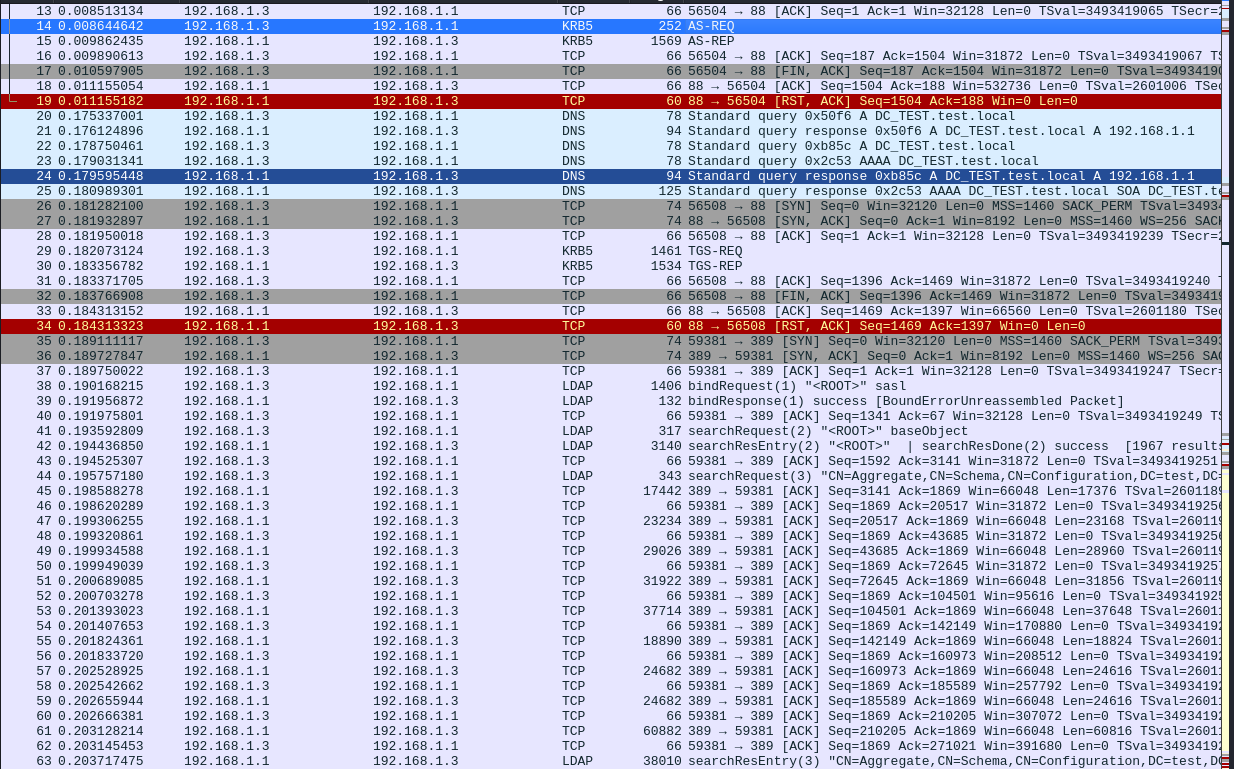 13 0.008513134 192.168.1.3 192.168.1.1 TCP 66 56504 → 88 [ACK] Seq=1 Ack=1 Win=32128 Len=0 TSval=3493419065 TSecr=2
14 0.008644642 192.168.1.3 192.168.1.1 KRB5 252 AS-REQ
15 0.009862435 192.168.1.1 192.168.1.3 KRB5 1569 AS-REP
16 0.009890613 192.168.1.3 192.168.1.1 TCP 66 56504 → 88 [ACK] Seq=187 Ack=1504 Win=31872 Len=0 TSval=3493419067 TS
17 0.010597905 192.168.1.3 192.168.1.1 TCP 66 56504 → 88 [FIN, ACK] Seq=187 Ack=1504 Win=31872 Len=0 TSval=34934190
18 0.011155054 192.168.1.1 192.168.1.3 TCP 66 88 → 56504 [ACK] Seq=1504 Ack=188 Win=532736 Len=0 TSval=2601006 TSec
19 0.011155182 192.168.1.1 192.168.1.3 TCP 60 88 → 56504 [RST, ACK] Seq=1504 Ack=188 Win=0 Len=0
20 0.175337001 192.168.1.3 192.168.1.1 DNS 78 Standard query 0x50f6 A DC_TEST.test.local
21 0.176124896 192.168.1.1 192.168.1.3 DNS 94 Standard query response 0x50f6 A DC_TEST.test.local A 192.168.1.1
22 0.178750461 192.168.1.3 192.168.1.1 DNS 78 Standard query 0xb85c A DC_TEST.test.local
23 0.179031341 192.168.1.3 192.168.1.1 DNS 78 Standard query 0x2c53 AAAA DC_TEST.test.local
24 0.179595448 192.168.1.1 192.168.1.3 DNS 94 Standard query response 0xb85c A DC_TEST.test.local A 192.168.1.1
25 0.180989301 192.168.1.1 192.168.1.3 DNS 125 Standard query response 0x2c53 AAAA DC_TEST.test.local SOA DC_TEST.te
26 0.181282100 192.168.1.3 192.168.1.1 TCP 74 56508 → 88 [SYN] Seq=0 Win=32120 Len=0 MSS=1460 SACK_PERM TSval=34934
27 0.181932897 192.168.1.1 192.168.1.3 TCP 74 88 → 56508 [SYN, ACK] Seq=0 Ack=1 Win=8192 Len=0 MSS=1460 WS=256 SACK
28 0.181950018 192.168.1.3 192.168.1.1 TCP 66 56508 → 88 [ACK] Seq=1 Ack=1 Win=32128 Len=0 TSval=3493419239 TSecr=2
29 0.182073124 192.168.1.3 192.168.1.1 KRB5 1461 TGS-REQ
30 0.183356782 192.168.1.1 192.168.1.3 KRB5 1534 TGS-REP
31 0.183371705 192.168.1.3 192.168.1.1 TCP 66 56508 → 88 [ACK] Seq=1396 Ack=1469 Win=31872 Len=0 TSval=3493419240 T
32 0.183766908 192.168.1.3 192.168.1.1 TCP 66 56508 → 88 [FIN, ACK] Seq=1396 Ack=1469 Win=31872 Len=0 TSval=3493419
33 0.184313152 192.168.1.1 192.168.1.3 TCP 66 88 → 56508 [ACK] Seq=1469 Ack=1397 Win=66560 Len=0 TSval=2601180 TSec
34 0.184313323 192.168.1.1 192.168.1.3 TCP 60 88 → 56508 [RST, ACK] Seq=1469 Ack=1397 Win=0 Len=0
35 0.189111117 192.168.1.3 192.168.1.1 TCP 74 59381 → 389 [SYN] Seq=0 Win=32120 Len=0 MSS=1460 SACK_PERM TSval=3493
36 0.189727847 192.168.1.1 192.168.1.3 TCP 74 389 → 59381 [SYN, ACK] Seq=0 Ack=1 Win=8192 Len=0 MSS=1460 WS=256 SAC
37 0.189750022 192.168.1.3 192.168.1.1 TCP 66 59381 → 389 [ACK] Seq=1 Ack=1 Win=32128 Len=0 TSval=3493419247 TSecr=
38 0.190168215 192.168.1.3 192.168.1.1 LDAP 1406 bindRequest(1) "<ROOT>" sasl
39 0.191956872 192.168.1.1 192.168.1.3 LDAP 132 bindResponse(1) success [BoundErrorUnreassembled Packet]
40 0.191975801 192.168.1.3 192.168.1.1 TCP 66 59381 → 389 [ACK] Seq=1341 Ack=67 Win=32128 Len=0 TSval=3493419249 TS
41 0.193592809 192.168.1.3 192.168.1.1 LDAP 317 searchRequest(2) "<ROOT>" baseObject
42 0.194436850 192.168.1.1 192.168.1.3 LDAP 3140 searchResEntry(2) "<ROOT>" | searchResDone(2) success [1967 results
43 0.194525307 192.168.1.3 192.168.1.1 TCP 66 59381 → 389 [ACK] Seq=1592 Ack=3141 Win=31872 Len=0 TSval=3493419251
44 0.195757180 192.168.1.3 192.168.1.1 LDAP 343 searchRequest(3) "CN=Aggregate,CN=Schema,CN=Configuration,DC=test,DC=
45 0.198588278 192.168.1.1 192.168.1.3 TCP 17442 389 → 59381 [ACK] Seq=3141 Ack=1869 Win=66048 Len=17376 TSval=2601189
46 0.198620289 192.168.1.3 192.168.1.1 TCP 66 59381 → 389 [ACK] Seq=1869 Ack=20517 Win=31872 Len=0 TSval=3493419256
47 0.199306255 192.168.1.1 192.168.1.3 TCP 23234 389 → 59381 [ACK] Seq=20517 Ack=1869 Win=66048 Len=23168 TSval=260119
48 0.199320861 192.168.1.3 192.168.1.1 TCP 66 59381 → 389 [ACK] Seq=1869 Ack=43685 Win=31872 Len=0 TSval=3493419256
49 0.199934588 192.168.1.1 192.168.1.3 TCP 29026 389 → 59381 [ACK] Seq=43685 Ack=1869 Win=66048 Len=28960 TSval=260119
50 0.199949039 192.168.1.3 192.168.1.1 TCP 66 59381 → 389 [ACK] Seq=1869 Ack=72645 Win=31872 Len=0 TSval=3493419257
51 0.200689085 192.168.1.1 192.168.1.3 TCP 31922 389 → 59381 [ACK] Seq=72645 Ack=1869 Win=66048 Len=31856 TSval=260119
52 0.200703278 192.168.1.3 192.168.1.1 TCP 66 59381 → 389 [ACK] Seq=1869 Ack=104501 Win=95616 Len=0 TSval=349341925
53 0.201393023 192.168.1.1 192.168.1.3 TCP 37714 389 → 59381 [ACK] Seq=104501 Ack=1869 Win=66048 Len=37648 TSval=26011
54 0.201407653 192.168.1.3 192.168.1.1 TCP 66 59381 → 389 [ACK] Seq=1869 Ack=142149 Win=170880 Len=0 TSval=34934192
55 0.201824361 192.168.1.1 192.168.1.3 TCP 18890 389 → 59381 [ACK] Seq=142149 Ack=1869 Win=66048 Len=18824 TSval=26011
56 0.201833720 192.168.1.3 192.168.1.1 TCP 66 59381 → 389 [ACK] Seq=1869 Ack=160973 Win=208512 Len=0 TSval=34934192
57 0.202528925 192.168.1.1 192.168.1.3 TCP 24682 389 → 59381 [ACK] Seq=160973 Ack=1869 Win=66048 Len=24616 TSval=26011
58 0.202542662 192.168.1.3 192.168.1.1 TCP 66 59381 → 389 [ACK] Seq=1869 Ack=185589 Win=257792 Len=0 TSval=34934192
59 0.202655944 192.168.1.1 192.168.1.3 TCP 24682 389 → 59381 [ACK] Seq=185589 Ack=1869 Win=66048 Len=24616 TSval=26011
60 0.202666381 192.168.1.3 192.168.1.1 TCP 66 59381 → 389 [ACK] Seq=1869 Ack=210205 Win=307072 Len=0 TSval=34934192
61 0.203128214 192.168.1.1 192.168.1.3 TCP 60882 389 → 59381 [ACK] Seq=210205 Ack=1869 Win=66048 Len=60816 TSval=26011
62 0.203145453 192.168.1.3 192.168.1.1 TCP 66 59381 → 389 [ACK] Seq=1869 Ack=271021 Win=391680 Len=0 TSval=34934192
63 0.203717475 192.168.1.1 192.168.1.3 LDAP 38010 searchResEntry(3) "CN=Aggregate,CN=Schema,CN=Configuration,DC=test,DC